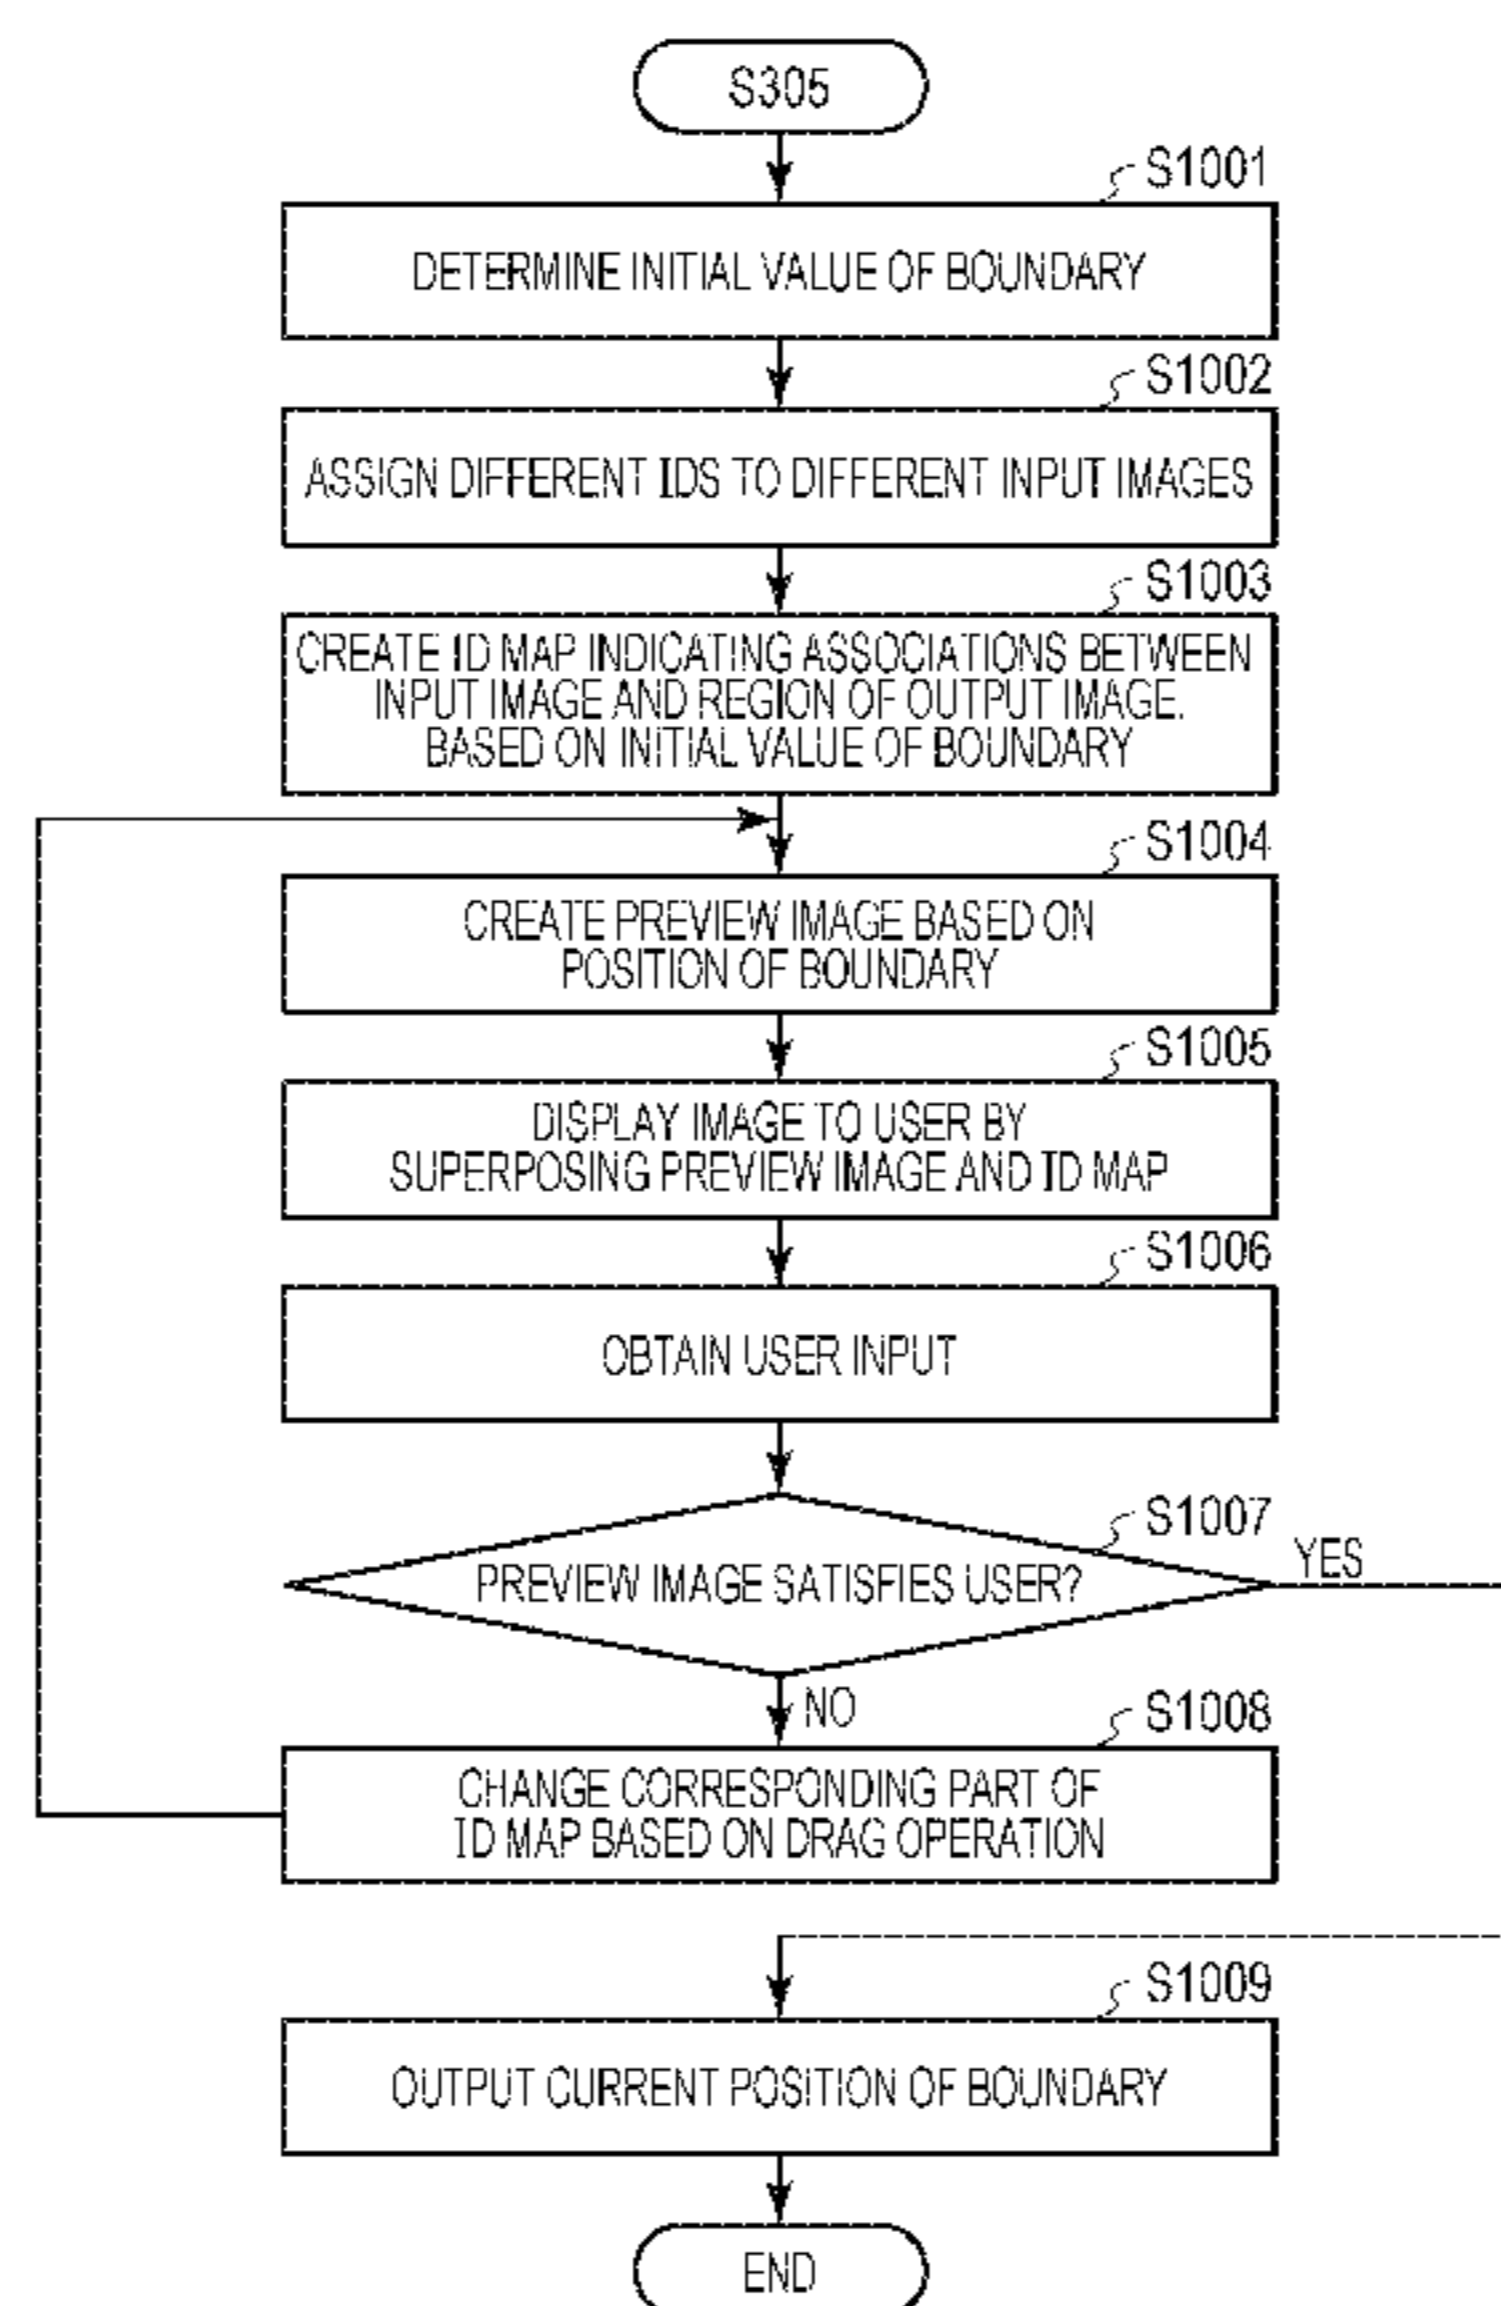 S305
S1001
DETERMINE INITIAL VALUE OF BOUNDARY
S1002
ASSIGN DIFFERENT IDS TO DIFFERENT INPUT IMAGES
S1003
CREATE ID MAP INDICATING ASSOCIATIONS BETWEEN
INPUT IMAGE AND REGION OF OUTPUT IMAGE.
BASED ON INITIAL VALUE OF BOUNDARY
S1004
CREATE PREVIEW IMAGE BASED ON
POSITION OF BOUNDARY
S1005
DISPLAY IMAGE TO USER BY
SUPERPOSING PREVIEW IMAGE AND ID MAP
S1006
OBTAIN USER INPUT
S1007
YES
PREVIEW IMAGE SATISFIES USER?
NO
S1008
CHANGE CORRESPONDING PART OF
ID MAP BASED ON DRAG OPERATION
S1009
OUTPUT CURRENT POSITION OF BOUNDARY
END